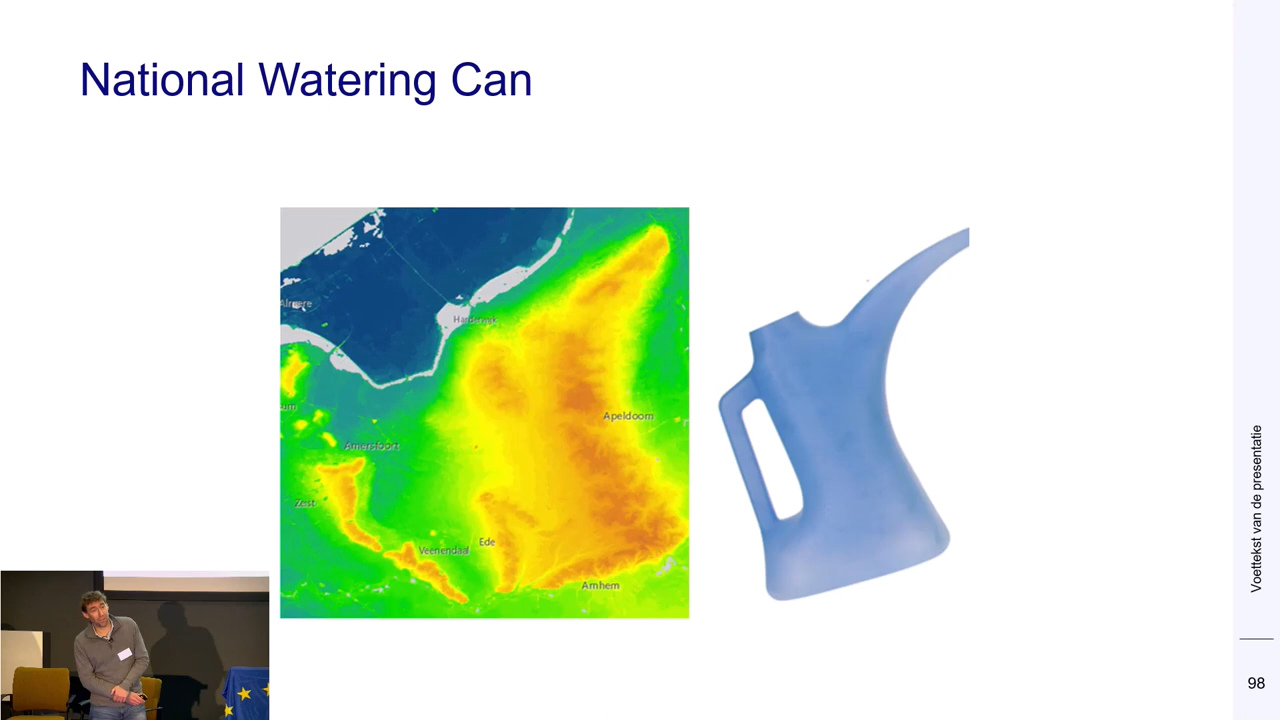 National Watering Can
Almere
Harderwijk
Apeldoorn
Amersfoort
Zeist
Veenendaal
Ede
Arnhem
Voettekst van de presentatie
98